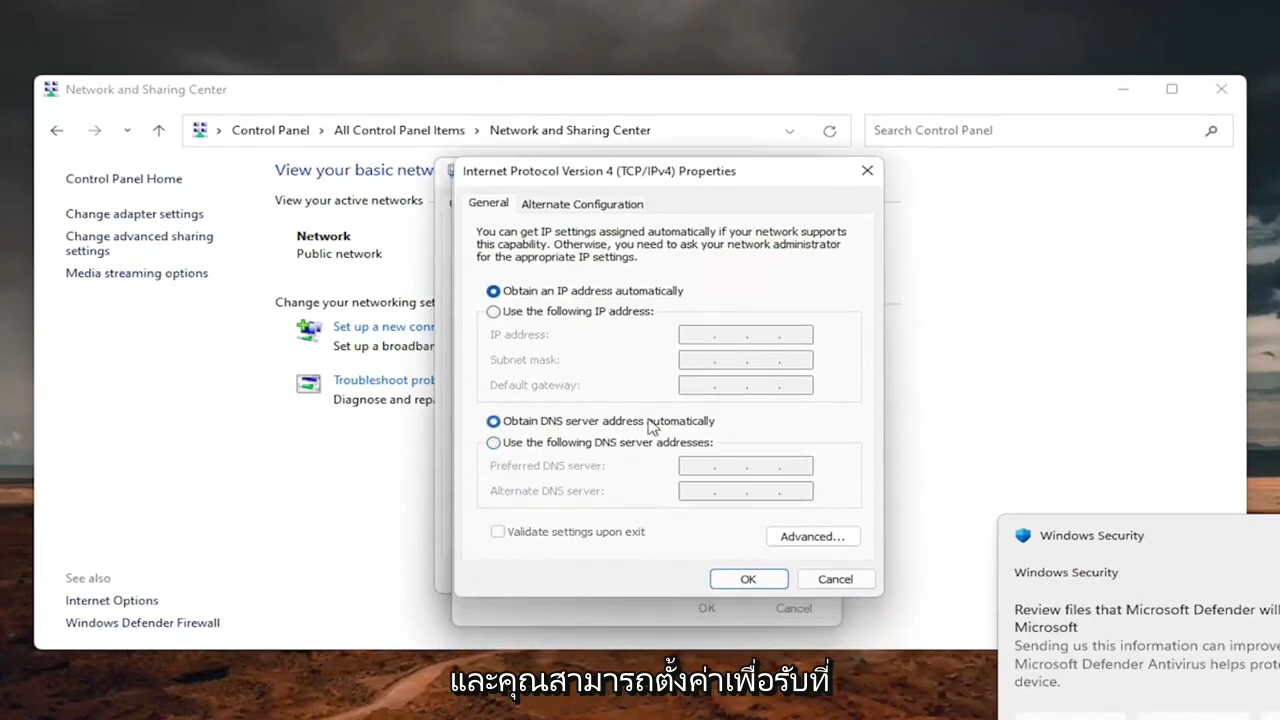 Network and Sharing Center
Control Panel > All Control Panel Items > Network and Sharing Center
Search Control Panel
Control Panel Home
Change adapter settings
Change advanced sharing
settings
Media streaming options
See also
Internet Options
Windows Defender Firewall
View your basic netw
View your active networks
Network
Public network
Change your networking set
Set up a new conn
Set up a broadbar
Troubleshoot prob
Diagnose and repa
Internet Protocol Version 4 (TCP/IPv4) Properties
General
Alternate Configuration
You can get IP settings assigned automatically if your network supports
this capability. Otherwise, you need to ask your network administrator
for the appropriate IP settings.
Obtain an IP address automatically
Use the following IP address:
IP address:
Subnet mask:
Default gateway:
Obtain DNS server address automatically
Use the following DNS server addresses:
Preferred DNS server:
Alternate DNS server:
Validate settings upon exit
Advanced...
OK
Cancel
OK
Cancel
Windows Security
Windows Security
Review files that Microsoft Defender will
Microsoft
Sending us this information can improve
Microsoft Defender Antivirus helps prote
device.
และคุณสามารถตั้งค่าเพื่อรับที่